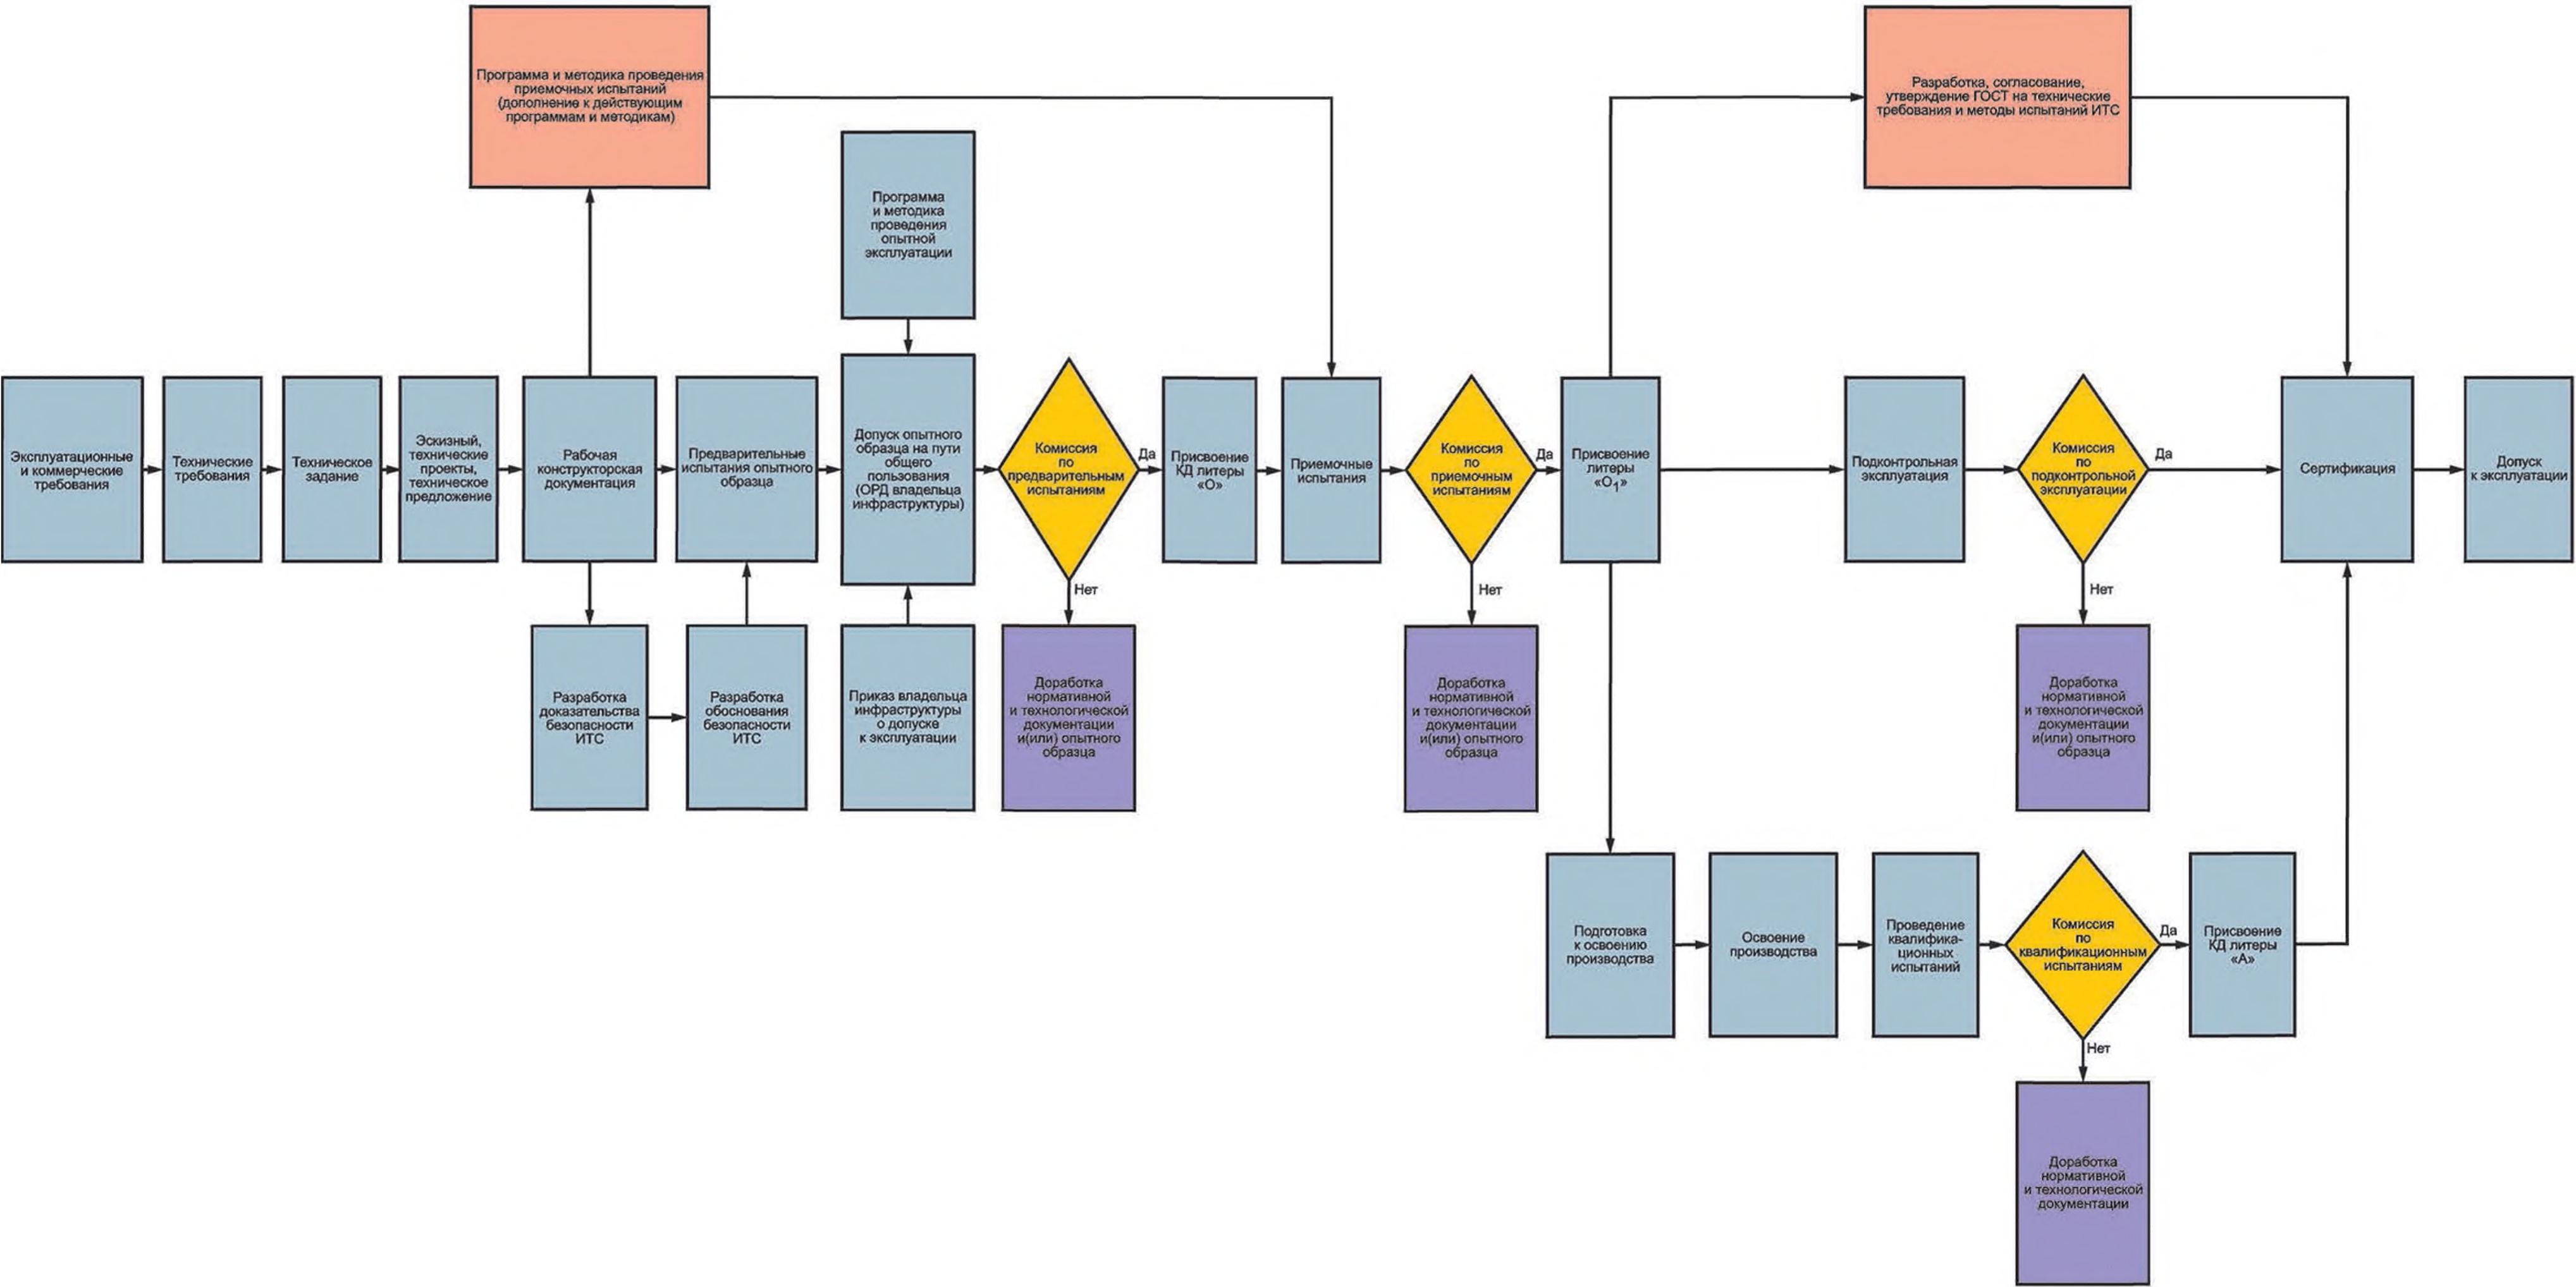 Программа и методика проведения
приемочных испытаний
(дополнение к действующим
программам и методикам)
Разработка, согласование,
утверждение ГОСТ на технические
требования и методы испытаний ИТС
Программа
и методика
проведения
опытной
эксплуатации
Эксплуатационные
и коммерческие
требования
Технические
требования
Техническое
задание
Эскизный,
технические
проекты,
техническое
предложение
Рабочая
конструкторская
документация
Предварительные
испытания опытного
образца
Допуск опытного
образца на пути
общего
пользования
(ОРД владельца
инфраструктуры)
Комиссия
по
предварительным
испытаниям
Да
Нет
Присвоение
КД литеры
«О»
Приемочные
испытания
Комиссия
по
приемочным
испытаниям
Да
Нет
Присвоение
литеры
«О1»
Подконтрольная
эксплуатация
Комиссия
по
подконтрольной
эксплуатации
Да
Нет
Сертификация
Допуск
к эксплуатации
Разработка
доказательства
безопасности
ИТС
Разработка
обоснования
безопасности
ИТС
Приказ владельца
инфраструктуры
о допуске
к эксплуатации
Доработка
нормативной
и технологической
документации
и(или) опытного
образца
Доработка
нормативной
и технологической
документации
и(или) опытного
образца
Доработка
нормативной
и технологической
документации
и(или) опытного
образца
Подготовка
к освоению
производства
Освоение
производства
Проведение
квалифика-
ционных
испытаний
Комиссия
по
квалификационным
испытаниям
Да
Нет
Присвоение
КД литеры
«А»
Доработка
нормативной
и технологической
документации